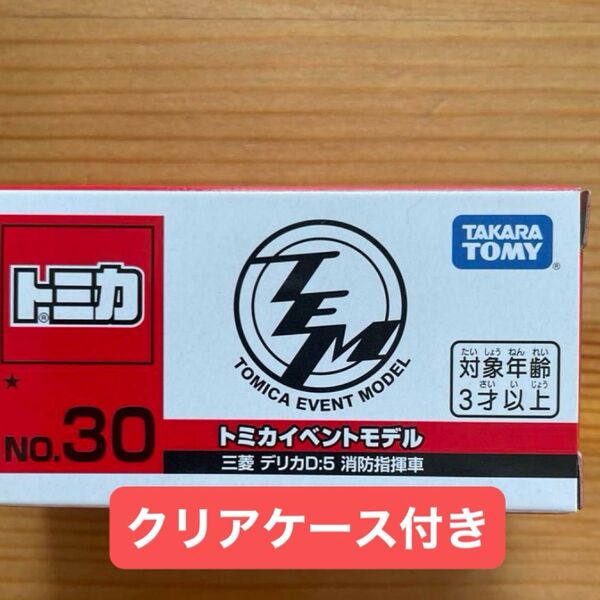 トミカ
®
★
NO.30
TEM
TOMICA EVENT MODEL
TAKARA
TOMY®
たいしょうねんれい
対象年齢
さいいじょう
3才以上
トミカイベントモデル
三菱 デリカD:5 消防指揮車
クリアケース付き